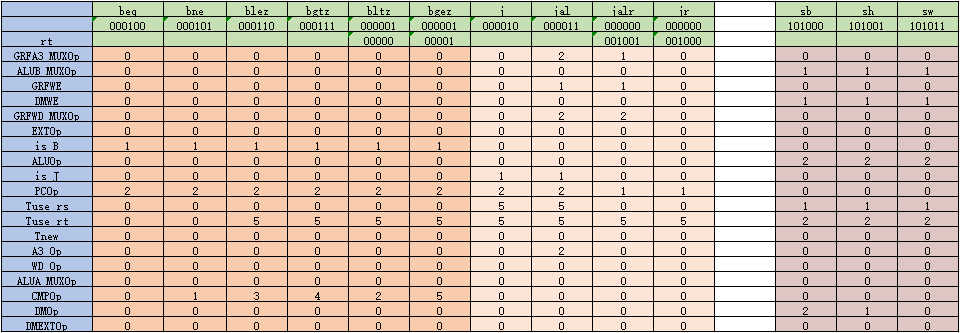 beq bne blez bgtz bltz bgez j jal jalr jr sb sh sw
000100 000101 000110 000111 000001 000001 000010 000011 000000 000000 101000 101001 101011
rt 00000 00001 001001 001000
GRFA3 MUXOp 0 0 0 0 0 0 0 2 1 0 0 0 0
ALUB MUXOp 0 0 0 0 0 0 0 0 0 0 1 1 1
GRFWE 0 0 0 0 0 0 0 1 1 0 0 0 0
DMWE 0 0 0 0 0 0 0 0 0 0 1 1 1
GRFWD MUXOp 0 0 0 0 0 0 0 2 2 0 0 0 0
EXTOp 0 0 0 0 0 0 0 0 0 0 0 0 0
is B 1 1 1 1 1 1 0 0 0 0 0 0 0
ALUOp 0 0 0 0 0 0 0 0 0 0 2 2 2
is J 0 0 0 0 0 0 1 1 0 0 0 0 0
PCOp 2 2 2 2 2 2 2 2 1 1 0 0 0
Tuse rs 0 0 0 0 0 0 5 5 0 0 1 1 1
Tuse rt 0 0 5 5 5 5 5 5 5 5 2 2 2
Tnew 0 0 0 0 0 0 0 0 0 0 0 0 0
A3 Op 0 0 0 0 0 0 0 2 0 0 0 0 0
WD Op 0 0 0 0 0 0 0 0 0 0 0 0 0
ALUA MUXOp 0 0 0 0 0 0 0 0 0 0 0 0 0
CMPOp 0 1 3 4 2 5 0 0 0 0 0 0 0
DMOp 0 0 0 0 0 0 0 0 0 0 2 1 0
DMEXTOp 0 0 0 0 0 0 0 0 0 0 0 0 0